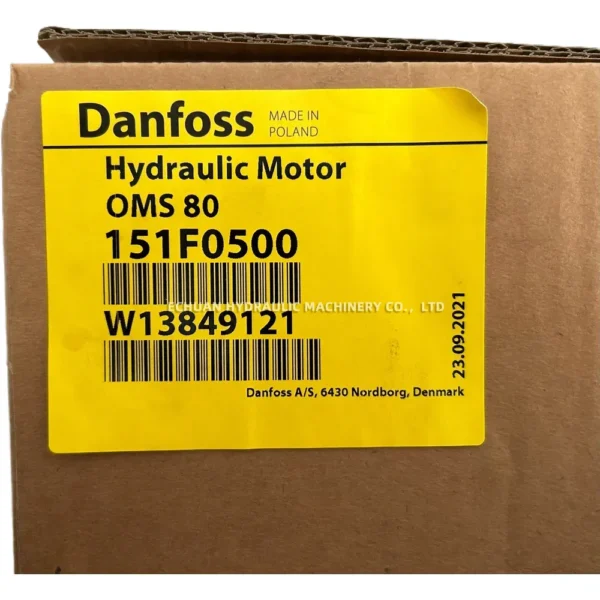 Danfoss
MADE IN
POLAND
Hydraulic Motor
OMS 80
151F0500
ECHUAN HYDRAULIC MACHINERY CO., LTD
W13849121
23.09.2021
Danfoss A/S, 6430 Nordborg, Denmark